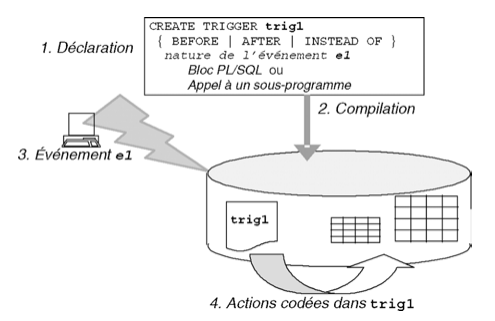 CREATE TRIGGER trig1
1. Déclaration
{ BEFORE | AFTER | INSTEAD OF }
nature de l'événement e1
Bloc PL/SQL ou
Appel à un sous-programme
2. Compilation
3. Événement e1
trig1
4. Actions codées dans trig1